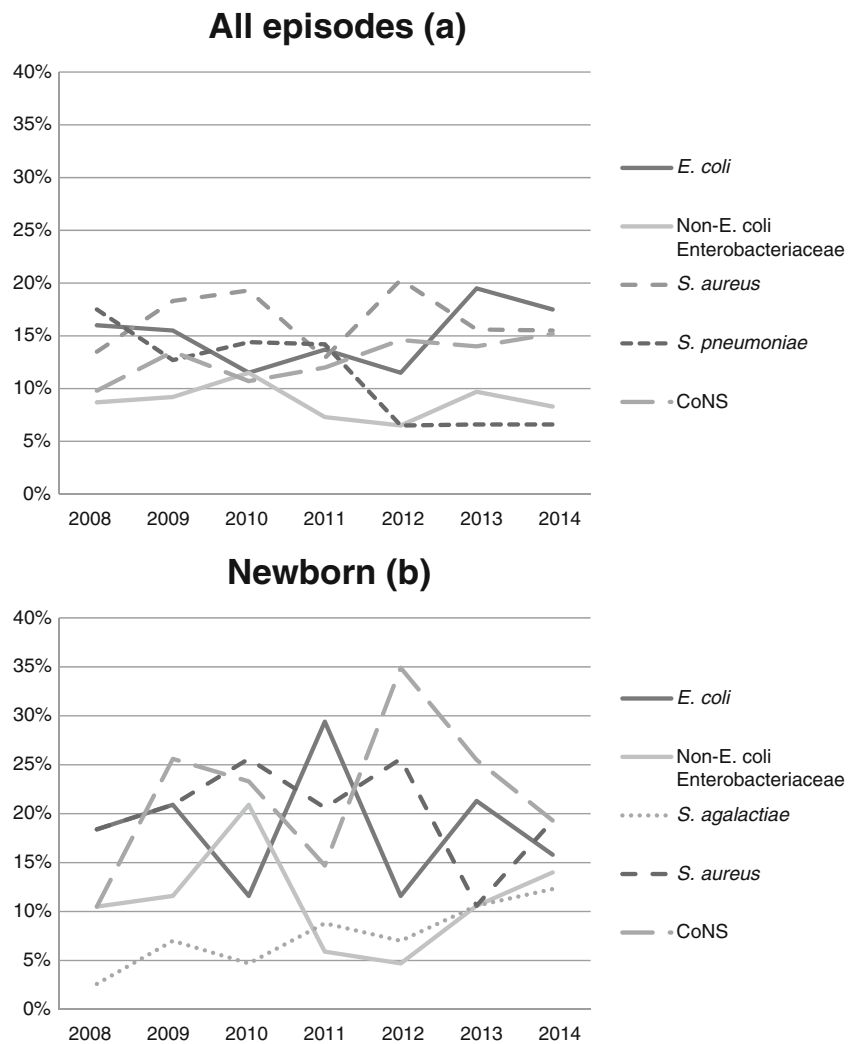 All episodes (a)
40%
35%
30%
25%
20%
15%
10%
5%
0%
2008 2009 2010 2011 2012 2013 2014
E. coli
Non-E. coli
Enterobacteriaceae
S. aureus
S. pneumoniae
CoNS
Newborn (b)
40%
35%
30%
25%
20%
15%
10%
5%
0%
2008 2009 2010 2011 2012 2013 2014
E. coli
Non-E. coli
Enterobacteriaceae
S. agalactiae
S. aureus
CoNS